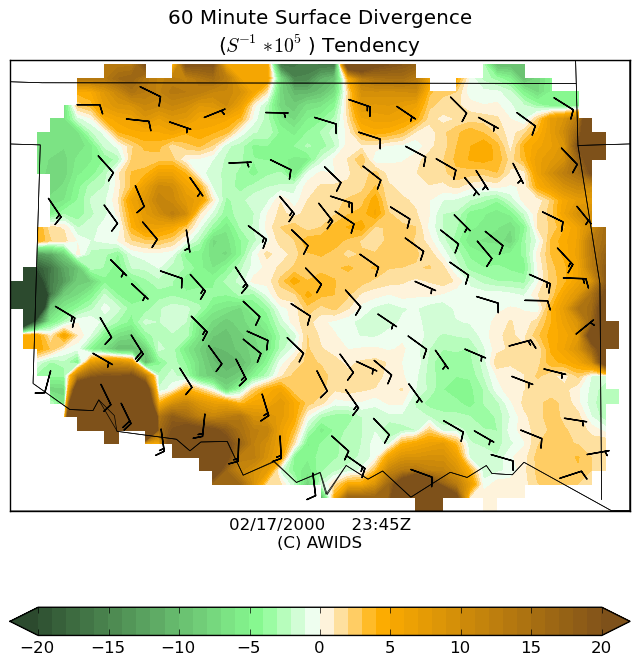 60 Minute Surface Divergence
(S⁻¹ *10⁵ ) Tendency
02/17/2000 23:45Z
(C) AWIDS
−20 −15 −10 −5 0 5 10 15 20